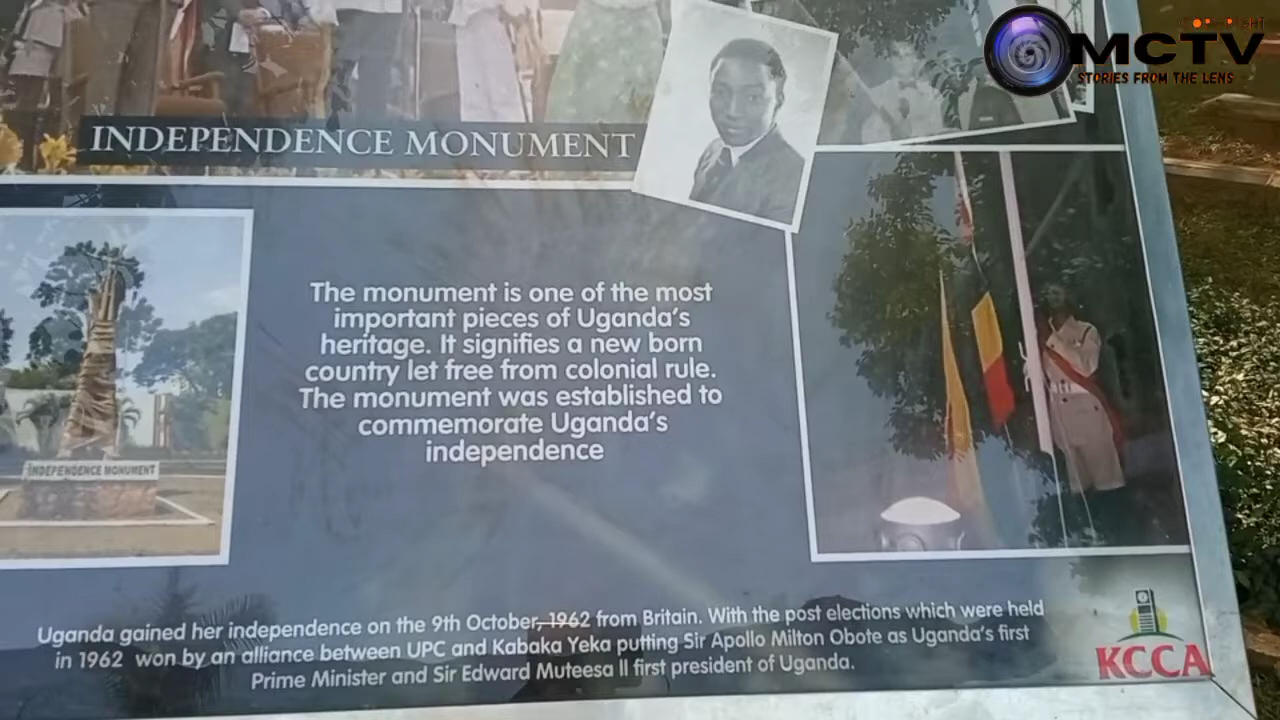 COPYRIGHT
MCTV
STORIES FROM THE LENS
INDEPENDENCE MONUMENT
The monument is one of the most
important pieces of Uganda's
heritage. It signifies a new born
country let free from colonial rule.
The monument was established to
commemorate Uganda's
independence
INDEPENDENCE MONUMENT
Uganda gained her independence on the 9th October, 1962 from Britain. With the post elections which were held
in 1962 won by an alliance between UPC and Kabaka Yeka putting Sir Apollo Milton Obote as Uganda's first
Prime Minister and Sir Edward Muteesa II first president of Uganda.
KCCA